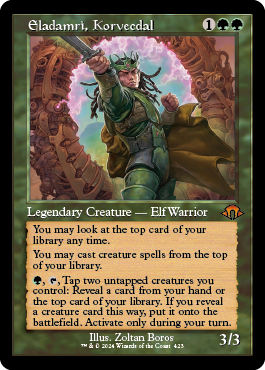 Eladamri, Korvecdal
1
Legendary Creature — Elf Warrior
You may look at the top card of your
library any time.
You may cast creature spells from the
top of your library.
, , Tap two untapped creatures you
control: Reveal a card from your hand or
the top card of your library. If you reveal
a creature card this way, put it onto the
battlefield. Activate only during your turn.
Illus. Zoltan Boros
3/3
™ & © 2024 Wizards of the Coast 423